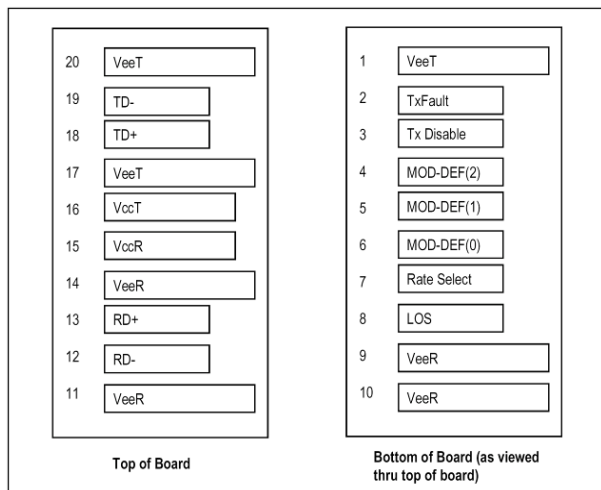 20 VeeT
19 TD-
18 TD+
17 VeeT
16 VccT
15 VccR
14 VeeR
13 RD+
12 RD-
11 VeeR
Top of Board
1 VeeT
2 TxFault
3 Tx Disable
4 MOD-DEF(2)
5 MOD-DEF(1)
6 MOD-DEF(0)
7 Rate Select
8 LOS
9 VeeR
10 VeeR
Bottom of Board (as viewed
thru top of board)